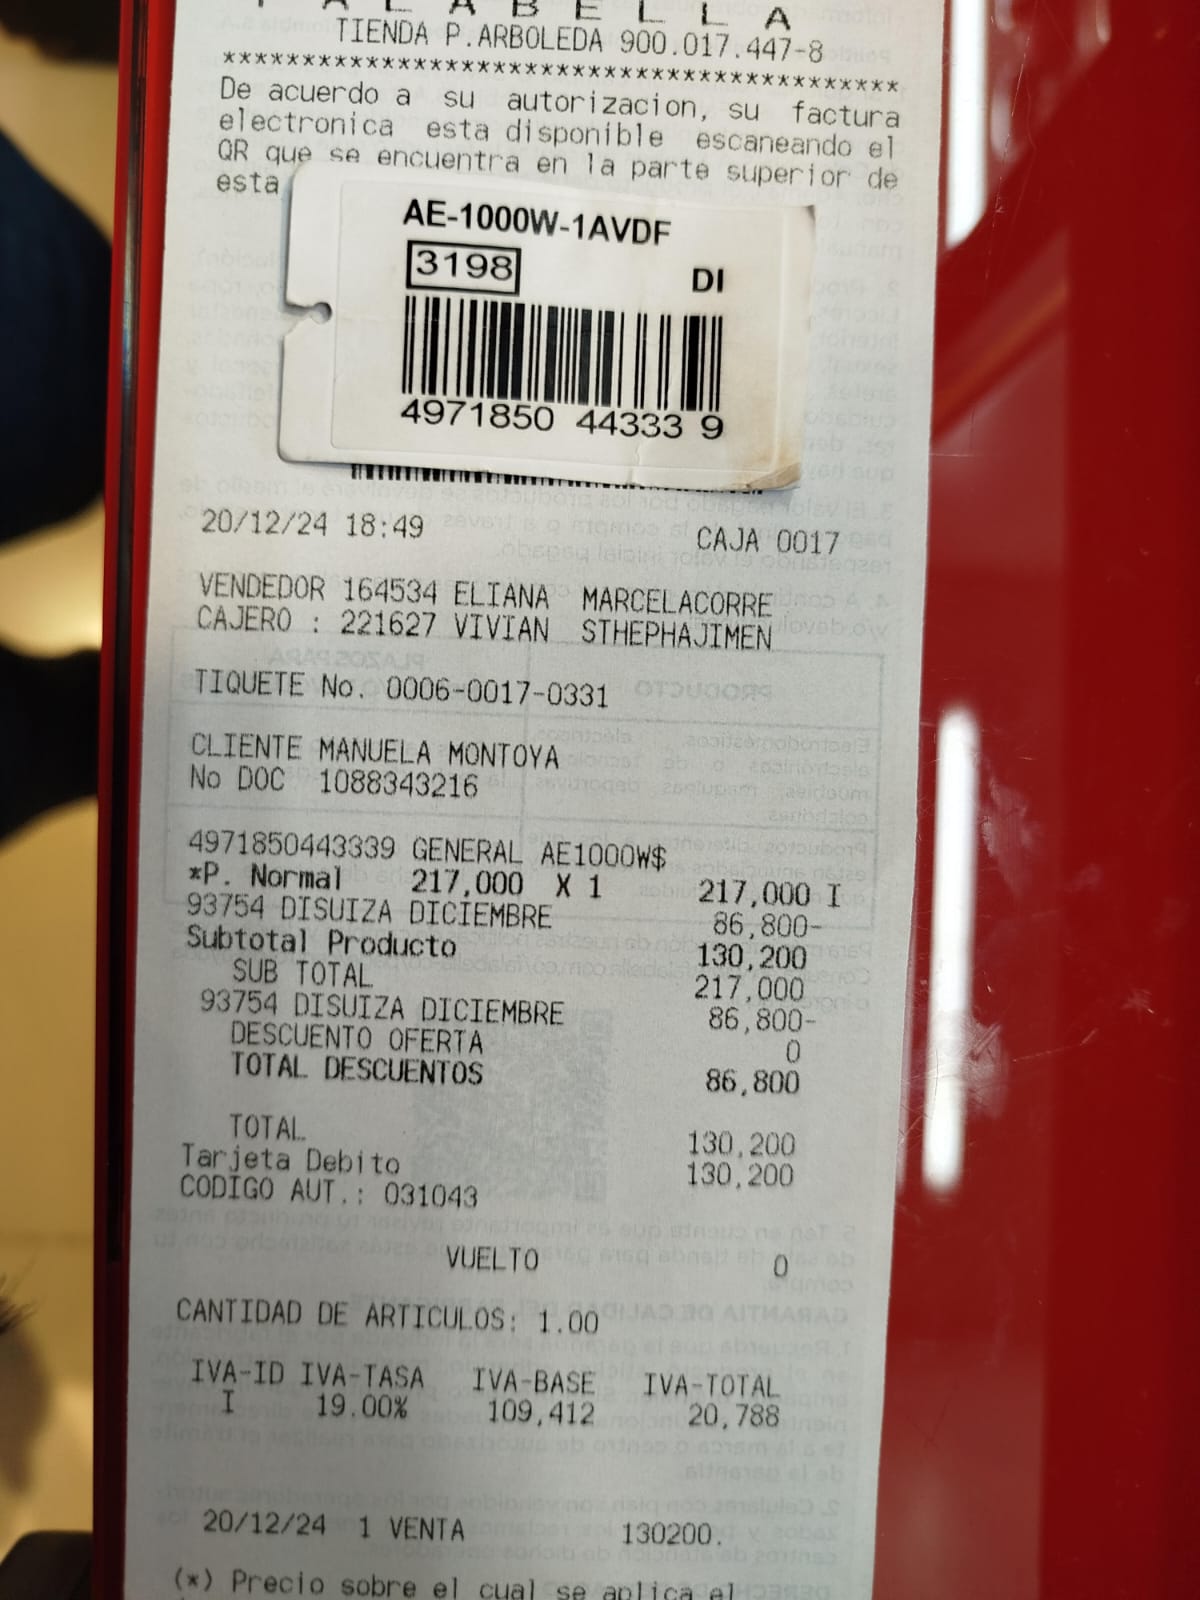 FALABELLA
TIENDA P.ARBOLEDA 900.017.447-8
******************************************
De acuerdo a su autorizacion, su factura
electronica esta disponible escaneando el
QR que se encuentra en la parte superior de
esta
AE-1000W-1AVDF
3198 DI
4971850 44333 9
20/12/24 18:49 CAJA 0017
VENDEDOR 164534 ELIANA MARCELACORRE
CAJERO : 221627 VIVIAN STHEPHAJIMEN
TIQUETE No. 0006-0017-0331
CLIENTE MANUELA MONTOYA
No DOC 1088343216
4971850443339 GENERAL AE1000W$
*P. Normal 217,000 X 1 217,000 I
93754 DISUIZA DICIEMBRE 86,800-
Subtotal Producto 130,200
SUB TOTAL 217,000
93754 DISUIZA DICIEMBRE 86,800-
DESCUENTO OFERTA 0
TOTAL DESCUENTOS 86,800
TOTAL 130,200
Tarjeta Debito 130,200
CODIGO AUT.: 031043
VUELTO 0
CANTIDAD DE ARTICULOS: 1.00
IVA-ID IVA-TASA IVA-BASE IVA-TOTAL
I 19.00% 109,412 20,788
20/12/24 1 VENTA 130200.
(*) Precio sobre el cual se aplica el